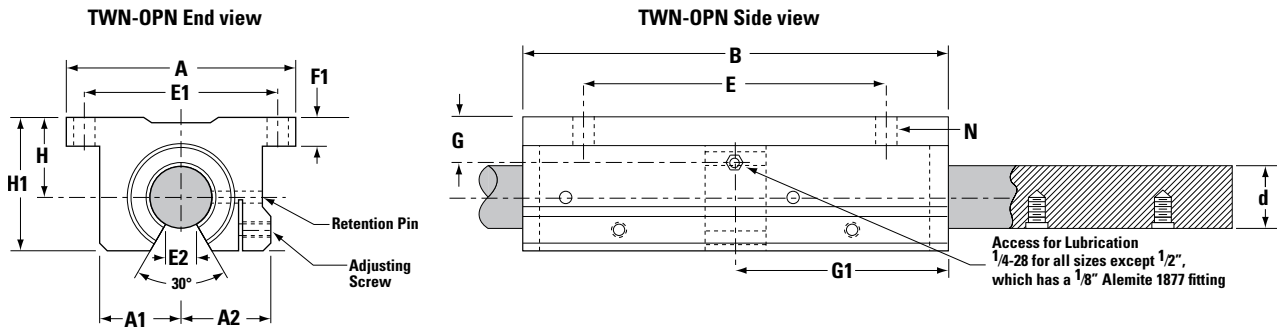 TWN-OPN End view
TWN-OPN Side view
A
E1
F1
H
H1
Retention Pin
Adjusting
Screw
E2
30°
A1
A2
B
E
G
N
d
G1
Access for Lubrication
1/4-28 for all sizes except 1/2",
which has a 1/8" Alemite 1877 fitting